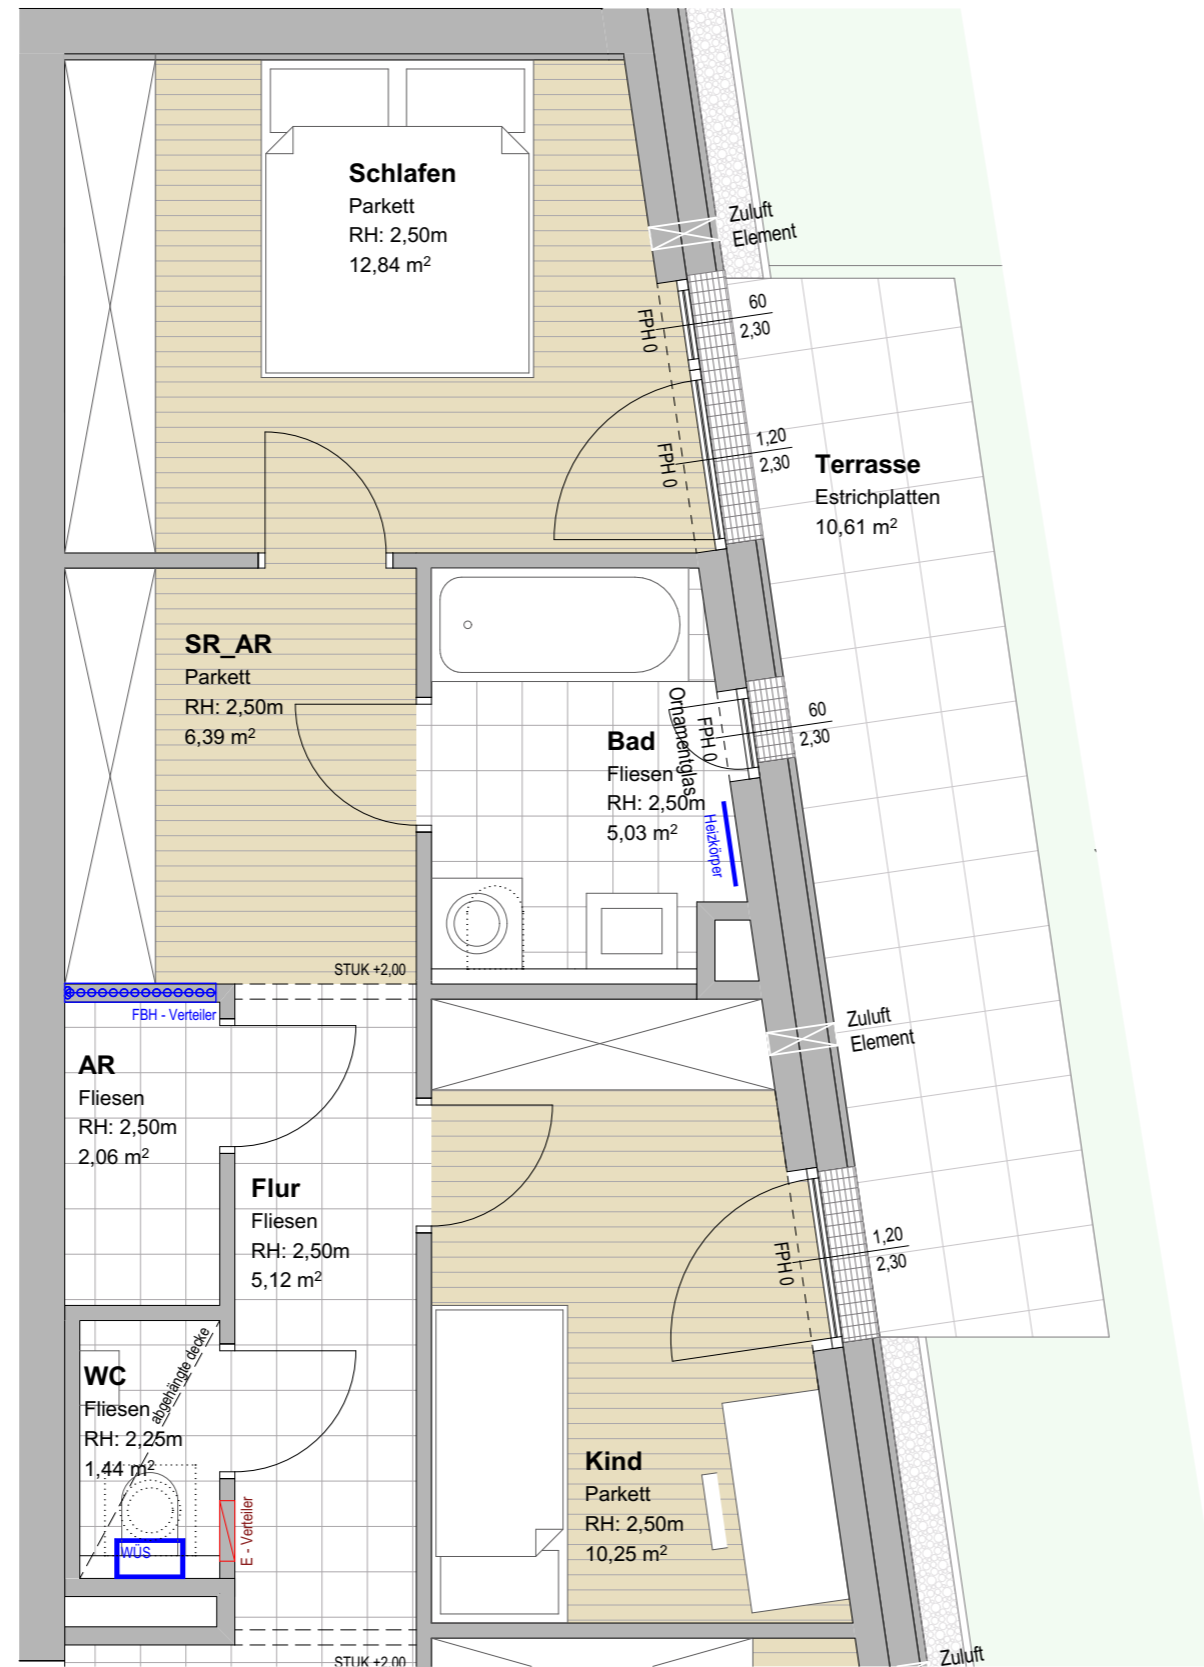 Schlafen
Parkett
RH: 2,50m
12,84 m²
Zuluft
Element
FPH 0
60
2,30
FPH 0
1,20
2,30
Terrasse
Estrichplatten
10,61 m²
SR_AR
Parkett
RH: 2,50m
6,39 m²
Bad
Fliesen
RH: 2,50m
5,03 m²
Ornamentglas
FPH 0
60
2,30
Heizkörper
STUK +2,00
FBH - Verteiler
AR
Fliesen
RH: 2,50m
2,06 m²
Zuluft
Element
Flur
Fliesen
RH: 2,50m
5,12 m²
FPH 0
1,20
2,30
WC
Fliesen
RH: 2,25m
1,44 m²
abgehängte decke
WÜS
E - Verteiler
Kind
Parkett
RH: 2,50m
10,25 m²
STUK +2,00
Zuluft